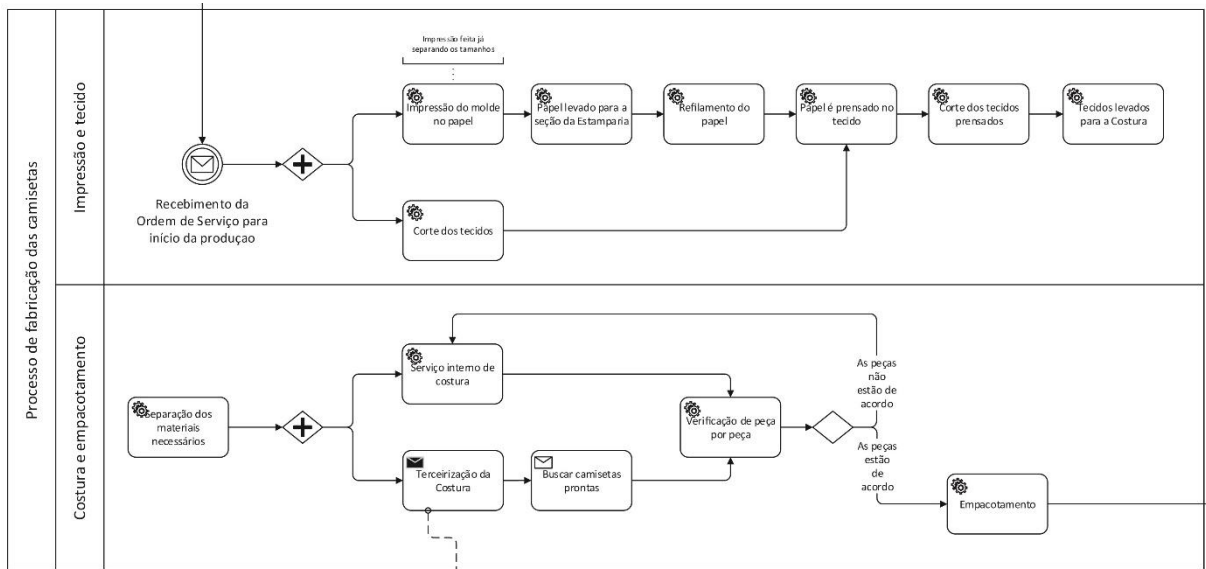 Processo de fabricação das camisetas
Impressão e tecido
Impressão feita já
separando os tamanhos
Impressão do molde
no papel
Papel levado para a
seção da Estamparia
Refilamento do
papel
Papel é prensado no
tecido
Corte dos tecidos
prensados
Tecidos levados
para a Costura
Recebimento da
Ordem de Serviço para
início da produçao
Corte dos tecidos
Costura e empacotamento
Separação dos
materiais
necessários
Serviço interno de
costura
Terceirização da
Costura
Buscar camisetas
prontas
Verificação de peça
por peça
As peças
não
estão de
acordo
As peças
estão
de
acordo
Empacotamento